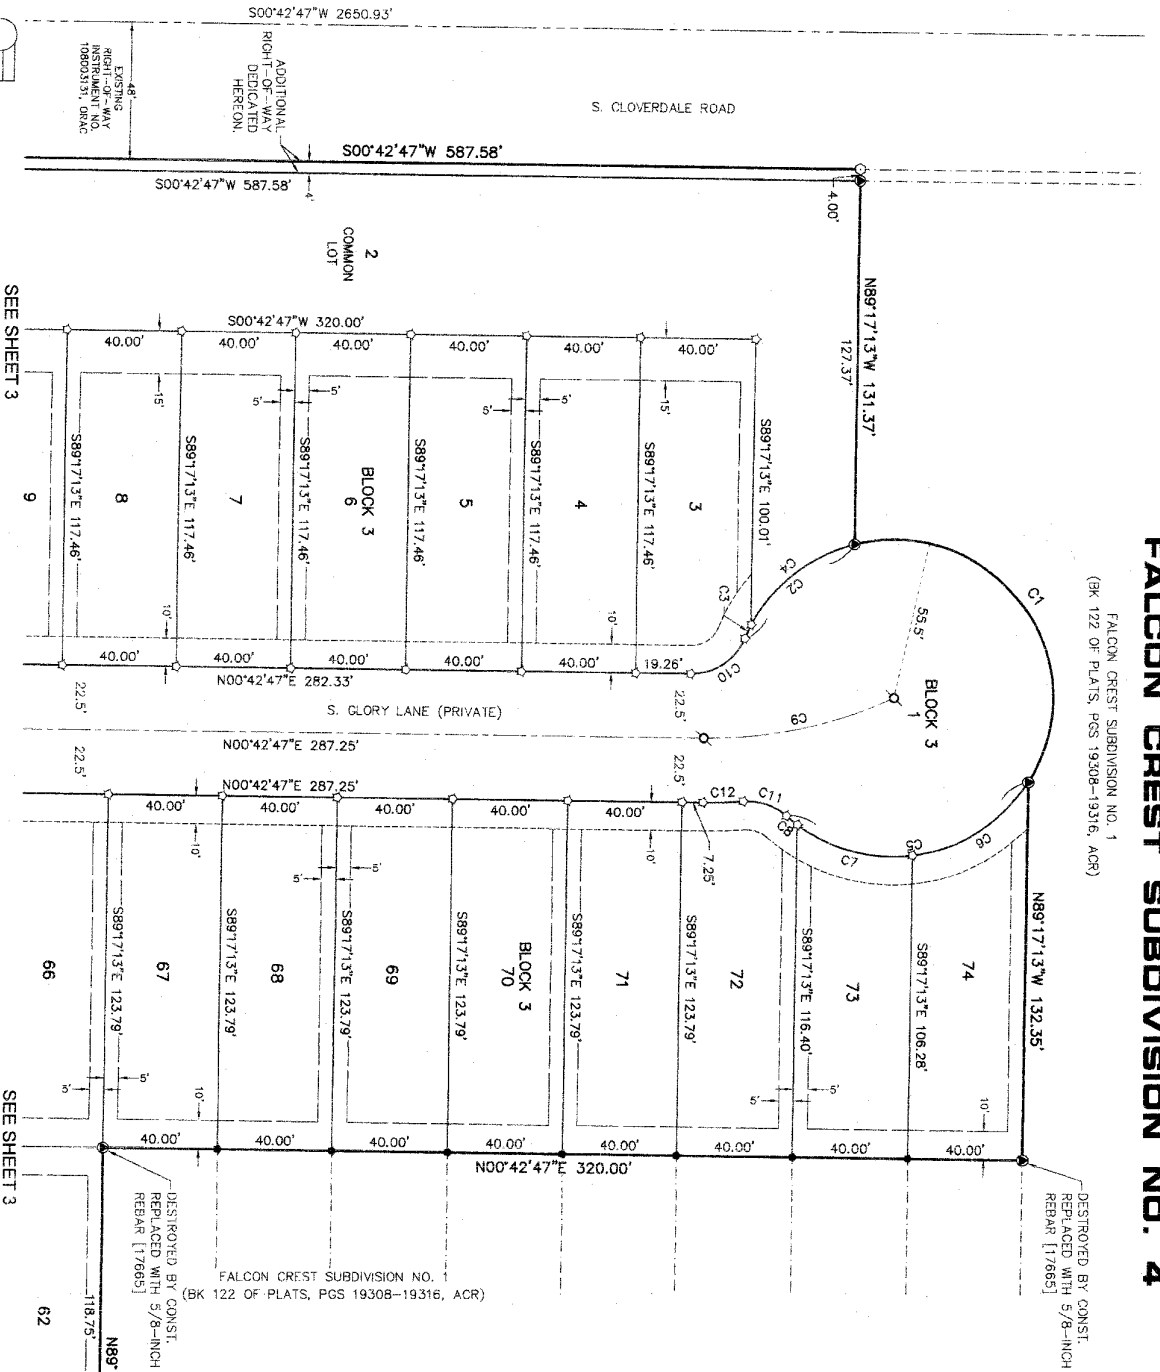 FALCON CREST SUBDIVISION NO. 4
FALCON CREST SUBDIVISION NO. 1
(BK 122 OF PLATS, PGS 19308-19316, ACR)
S00°42'47"W 2650.93'
S. CLOVERDALE ROAD
48'
EXISTING
RIGHT-OF-WAY
INSTRUMENT NO.
108003131, ORAC
ADDITIONAL
RIGHT-OF-WAY
DEDICATED
HEREON.
S00°42'47"W 587.58'
S00°42'47"W 587.58'
4'
4.00'
N89°17'13"W 131.37'
127.37'
2
COMMON
LOT
SEE SHEET 3
S00°42'47"W 320.00'
40.00'
40.00'
40.00'
40.00'
40.00'
40.00'
15'
5'
5'
5'
5'
15'
S89°17'13"E 117.46'
S89°17'13"E 117.46'
S89°17'13"E 117.46'
S89°17'13"E 117.46'
S89°17'13"E 117.46'
S89°17'13"E 117.46'
S89°17'13"E 100.01'
9
8
7
BLOCK 3
6
5
4
3
10'
10'
40.00'
40.00'
40.00'
40.00'
40.00'
19.26'
N00°42'47"E 282.33'
C1
C2
C4
C3
C10
55.5'
BLOCK 3
1
C9
22.5'
S. GLORY LANE (PRIVATE)
22.5'
N00°42'47"E 287.25'
22.5'
22.5'
N00°42'47"E 287.25'
40.00'
40.00'
40.00'
40.00'
40.00'
7.25'
C12
C11
C8
C7
C5
C6
10'
10'
5'
5'
S89°17'13"E 123.79'
S89°17'13"E 123.79'
S89°17'13"E 123.79'
S89°17'13"E 123.79'
S89°17'13"E 123.79'
S89°17'13"E 123.79'
S89°17'13"E 116.40'
S89°17'13"E 106.28'
N89°17'13"W 132.35'
66
67
68
69
BLOCK 3
70
71
72
73
74
5'
5'
10'
5'
5'
10'
40.00'
40.00'
40.00'
40.00'
40.00'
40.00'
40.00'
40.00'
N00°42'47"E 320.00'
SEE SHEET 3
DESTROYED BY CONST.
REPLACED WITH 5/8-INCH
REBAR [17665]
DESTROYED BY CONST.
REPLACED WITH 5/8-INCH
REBAR [17665]
FALCON CREST SUBDIVISION NO. 1
(BK 122 OF PLATS, PGS 19308-19316, ACR)
62
118.75'
N89°